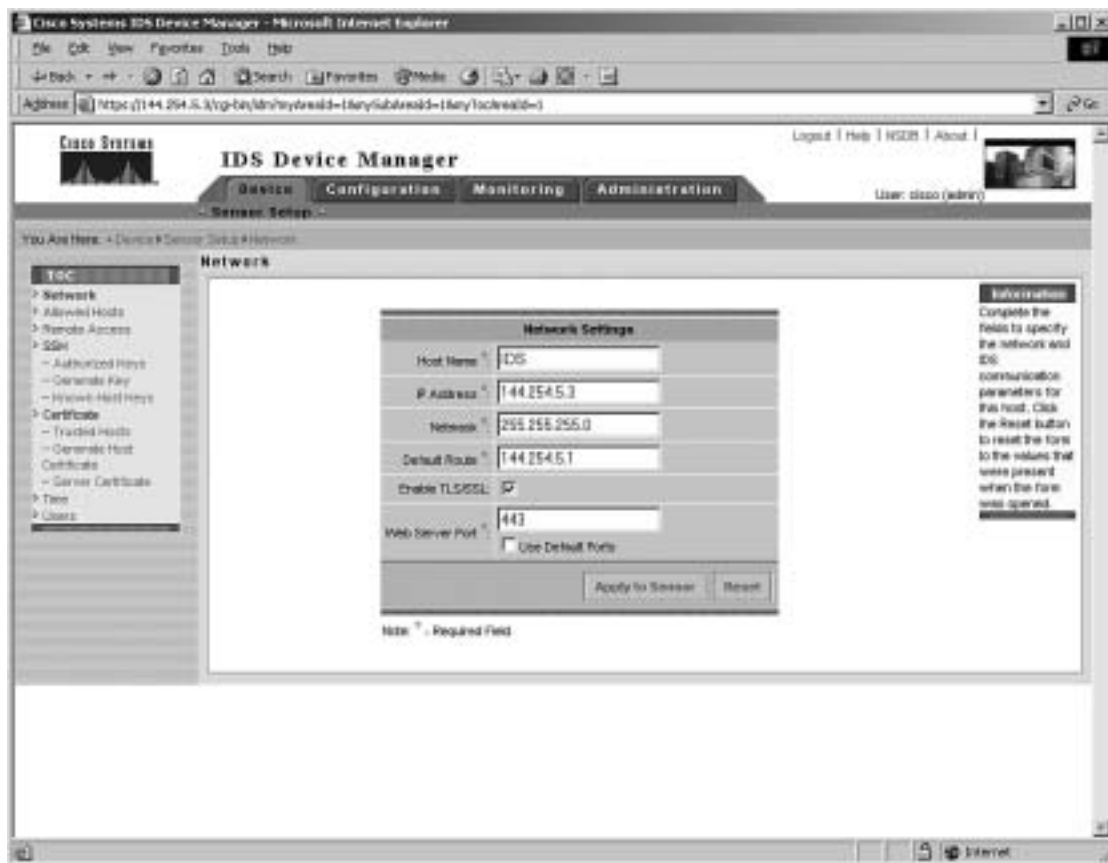 Cisco Systems IDS Device Manager - Microsoft Internet Explorer
File Edit View Favorites Tools Help
Back Search Favorites Media
Address https://144.254.5.3/cgi-bin/idm?myAreaId=1&mySubAreaId=1&myTocAreaId=1 Go
Cisco Systems
Logout | Help | NSDB | About |
IDS Device Manager
Device Configuration Monitoring Administration
User: cisco (admin)
- Sensor Setup -
You Are Here: Device Sensor Setup Network
Network
TOC
Network
Allowed Hosts
Remote Access
SSH
- Authorized Keys
- Generate Key
- Known Host Keys
Certificate
- Trusted Hosts
- Generate Host
Certificate
- Server Certificate
Time
Users
Network Settings
Host Name *: IDS
IP Address *: 144.254.5.3
Netmask *: 255.255.255.0
Default Route *: 144.254.5.1
Enable TLS/SSL:
Web Server Port *: 443
Use Default Ports
Apply to Sensor Reset
Note: * - Required Field
Information
Complete the
fields to specify
the network and
IDS
communication
parameters for
this host. Click
the Reset button
to reset the form
to the values that
were present
when the form
was opened.
Internet